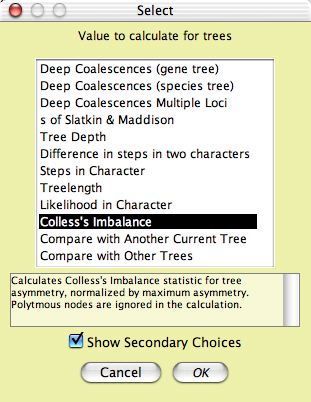 Select
Value to calculate for trees
Deep Coalescences (gene tree)
Deep Coalescences (species tree)
Deep Coalescences Multiple Loci
s of Slatkin & Maddison
Tree Depth
Difference in steps in two characters
Steps in Character
Treelength
Likelihood in Character
Colless's Imbalance
Compare with Another Current Tree
Compare with Other Trees
Calculates Colless's Imbalance statistic for tree
asymmetry, normalized by maximum asymmetry.
Polytmous nodes are ignored in the calculation.
Show Secondary Choices
Cancel OK